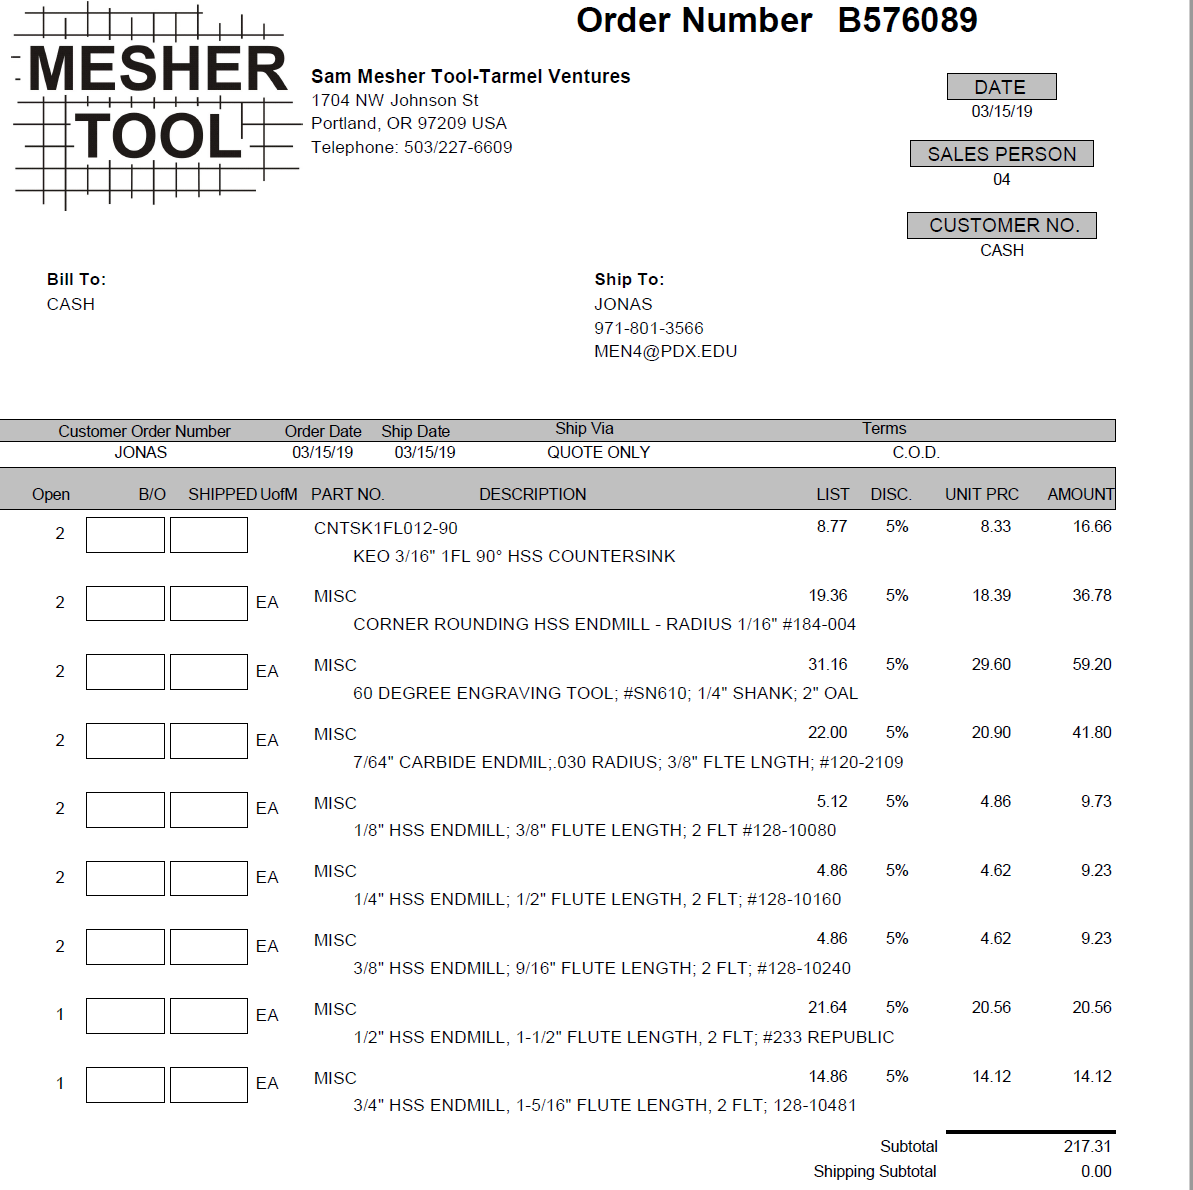 Order Number B576089
MESHER
TOOL
Sam Mesher Tool-Tarmel Ventures
1704 NW Johnson St
Portland, OR 97209 USA
Telephone: 503/227-6609
DATE
03/15/19
SALES PERSON
04
CUSTOMER NO.
CASH
Bill To:
CASH
Ship To:
JONAS
971-801-3566
MEN4@PDX.EDU
Customer Order Number Order Date Ship Date Ship Via Terms
JONAS 03/15/19 03/15/19 QUOTE ONLY C.O.D.
Open B/O SHIPPED UofM PART NO. DESCRIPTION LIST DISC. UNIT PRC AMOUNT
2 CNTSK1FL012-90 8.77 5% 8.33 16.66
KEO 3/16" 1FL 90° HSS COUNTERSINK
2 EA MISC 19.36 5% 18.39 36.78
CORNER ROUNDING HSS ENDMILL - RADIUS 1/16" #184-004
2 EA MISC 31.16 5% 29.60 59.20
60 DEGREE ENGRAVING TOOL; #SN610; 1/4" SHANK; 2" OAL
2 EA MISC 22.00 5% 20.90 41.80
7/64" CARBIDE ENDMIL;.030 RADIUS; 3/8" FLTE LNGTH; #120-2109
2 EA MISC 5.12 5% 4.86 9.73
1/8" HSS ENDMILL; 3/8" FLUTE LENGTH; 2 FLT #128-10080
2 EA MISC 4.86 5% 4.62 9.23
1/4" HSS ENDMILL; 1/2" FLUTE LENGTH, 2 FLT; #128-10160
2 EA MISC 4.86 5% 4.62 9.23
3/8" HSS ENDMILL; 9/16" FLUTE LENGTH; 2 FLT; #128-10240
1 EA MISC 21.64 5% 20.56 20.56
1/2" HSS ENDMILL, 1-1/2" FLUTE LENGTH, 2 FLT; #233 REPUBLIC
1 EA MISC 14.86 5% 14.12 14.12
3/4" HSS ENDMILL, 1-5/16" FLUTE LENGTH, 2 FLT; 128-10481
Subtotal 217.31
Shipping Subtotal 0.00